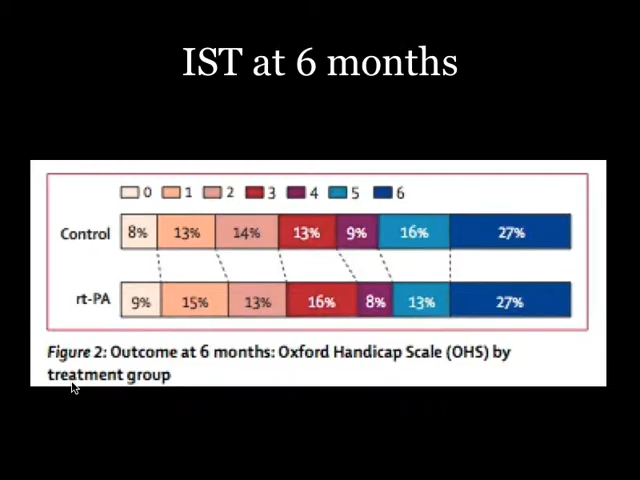 IST at 6 months
0 1 2 3 4 5 6
Control 8% 13% 14% 13% 9% 16% 27%
rt-PA 9% 15% 13% 16% 8% 13% 27%
Figure 2: Outcome at 6 months: Oxford Handicap Scale (OHS) by
treatment group